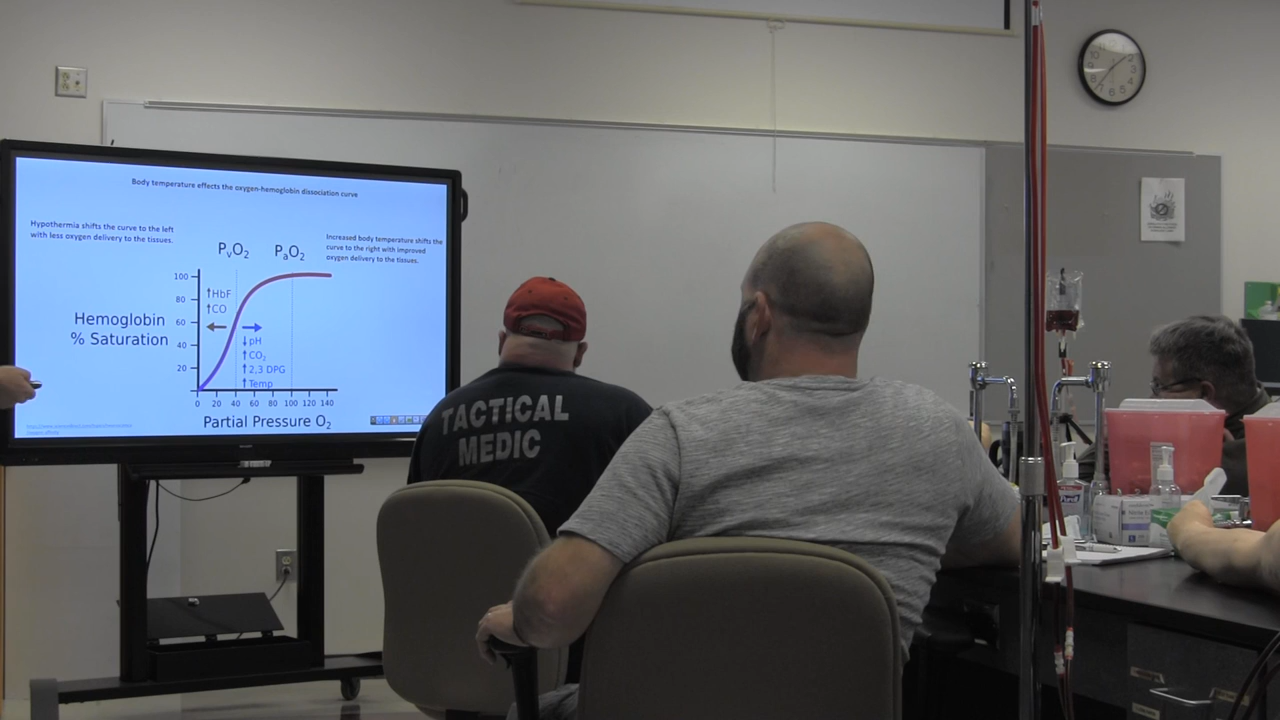 Body temperature effects the oxygen-hemoglobin dissociation curve
Hypothermia shifts the curve to the left
with less oxygen delivery to the tissues.
Increased body temperature shifts the
curve to the right with improved
oxygen delivery to the tissues.
PvO2 PaO2
100
80
60
40
20
↑HbF
↑CO
Hemoglobin
% Saturation
↓pH
↑CO2
↑2,3 DPG
↑Temp
0 20 40 60 80 100 120 140
Partial Pressure O2
TACTICAL
MEDIC
Purell